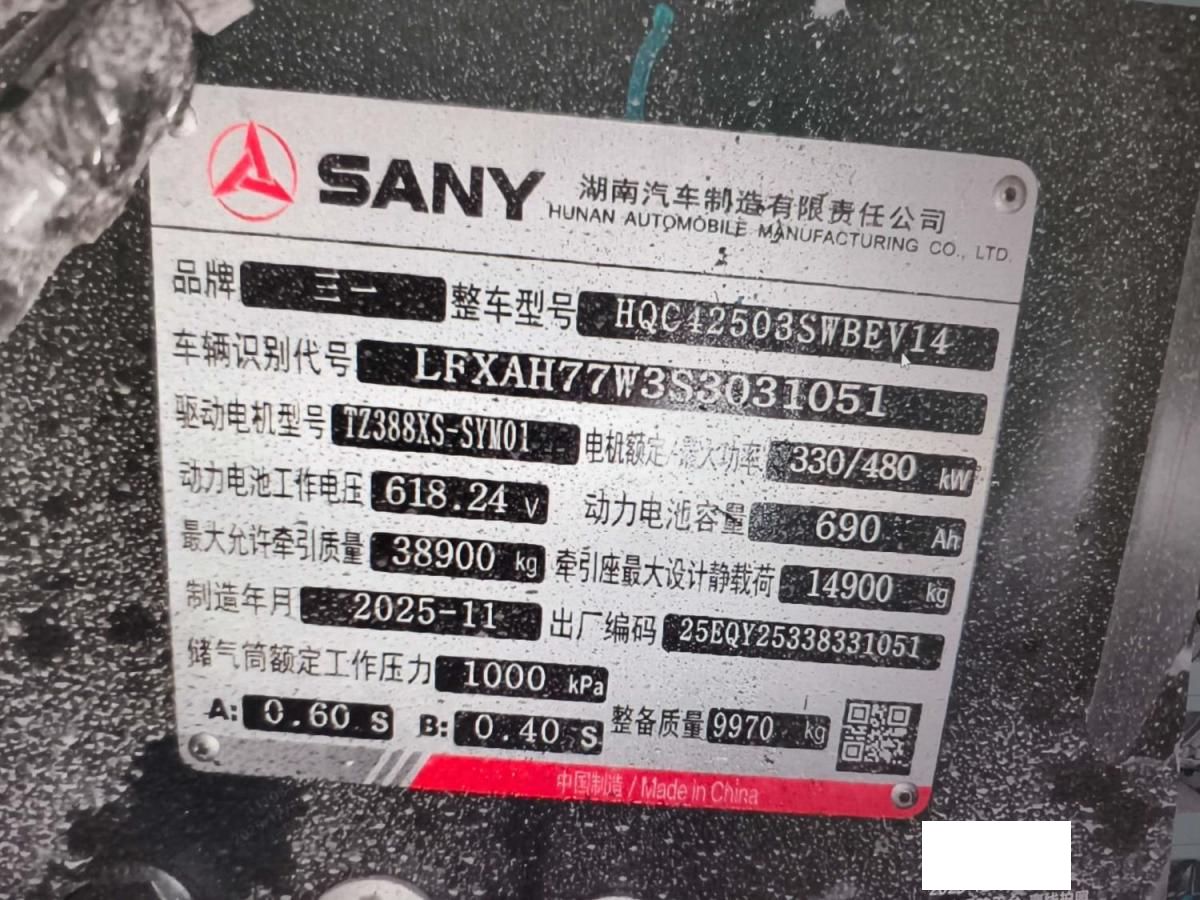 SANY 湖南汽车制造有限责任公司
HUNAN AUTOMOBILE MANUFACTURING CO., LTD.
品牌 三一 整车型号 HQC42503SWBEV14
车辆识别代号 LFXAH77W3S3031051
驱动电机型号 TZ388XS-SYM01 电机额定/最大功率 330/480 kW
动力电池工作电压 618.24 V 动力电池容量 690 Ah
最大允许牵引质量 38900 kg 牵引座最大设计静载荷 14900 kg
制造年月 2025-11 出厂编码 25EQY25338331051
储气筒额定工作压力 1000 kPa
A: 0.60 S B: 0.40 S 整备质量 9970 kg
中国制造 / Made in China